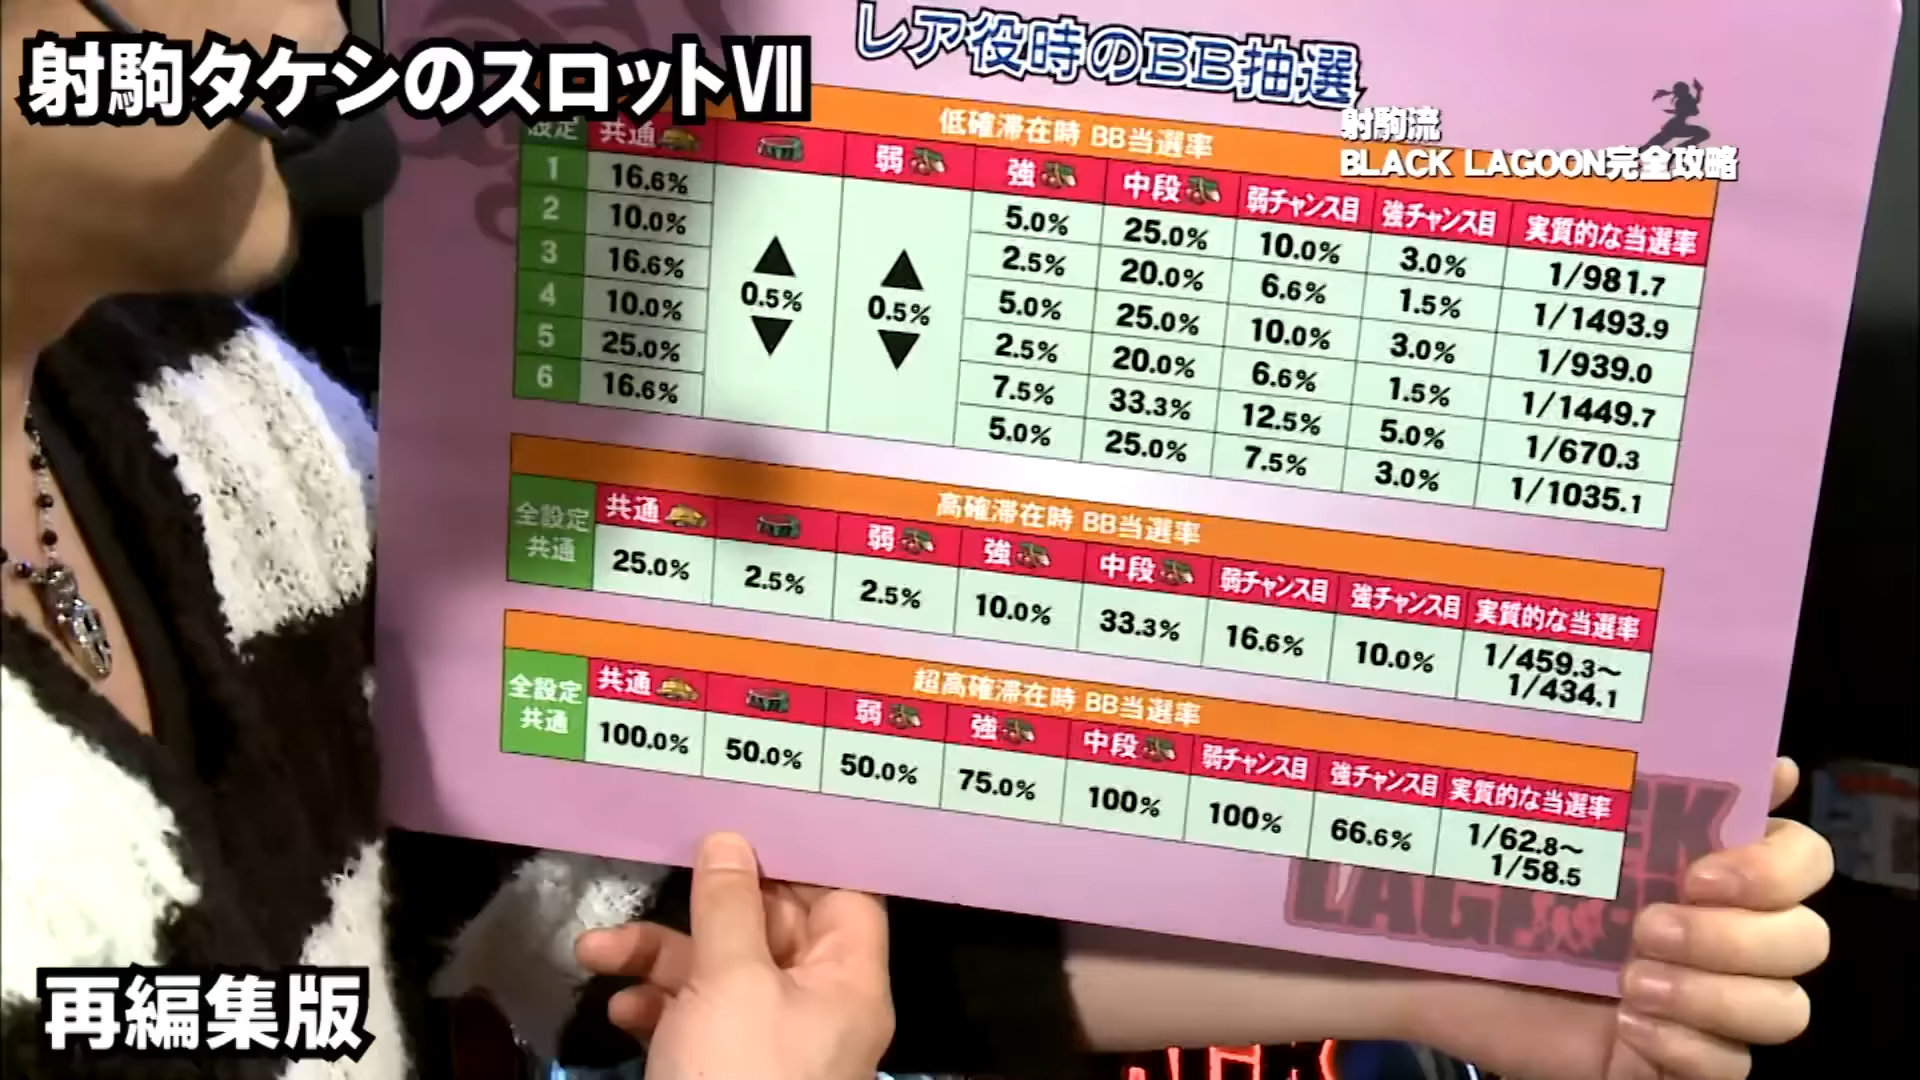 射駒タケシのスロットⅦ
レア役時のBB抽選
射駒流
BLACK LAGOON完全攻略
低確滞在時 BB当選率
設定 共通 弱 強 中段 弱チャンス目 強チャンス目 実質的な当選率
1 16.6% 5.0% 25.0% 10.0% 3.0% 1/981.7
2 10.0% 2.5% 20.0% 6.6% 1.5% 1/1493.9
3 16.6% ▲ ▲ 5.0% 25.0% 10.0% 3.0% 1/939.0
0.5% 0.5%
4 10.0% ▼ ▼ 2.5% 20.0% 6.6% 1.5% 1/1449.7
5 25.0% 7.5% 33.3% 12.5% 5.0% 1/670.3
6 16.6% 5.0% 25.0% 7.5% 3.0% 1/1035.1
高確滞在時 BB当選率
全設定共通 共通 弱 強 中段 弱チャンス目 強チャンス目 実質的な当選率
25.0% 2.5% 2.5% 10.0% 33.3% 16.6% 10.0% 1/459.3～
1/434.1
超高確滞在時 BB当選率
全設定共通 共通 弱 強 中段 弱チャンス目 強チャンス目 実質的な当選率
100.0% 50.0% 50.0% 75.0% 100% 100% 66.6% 1/62.8～
1/58.5
再編集版